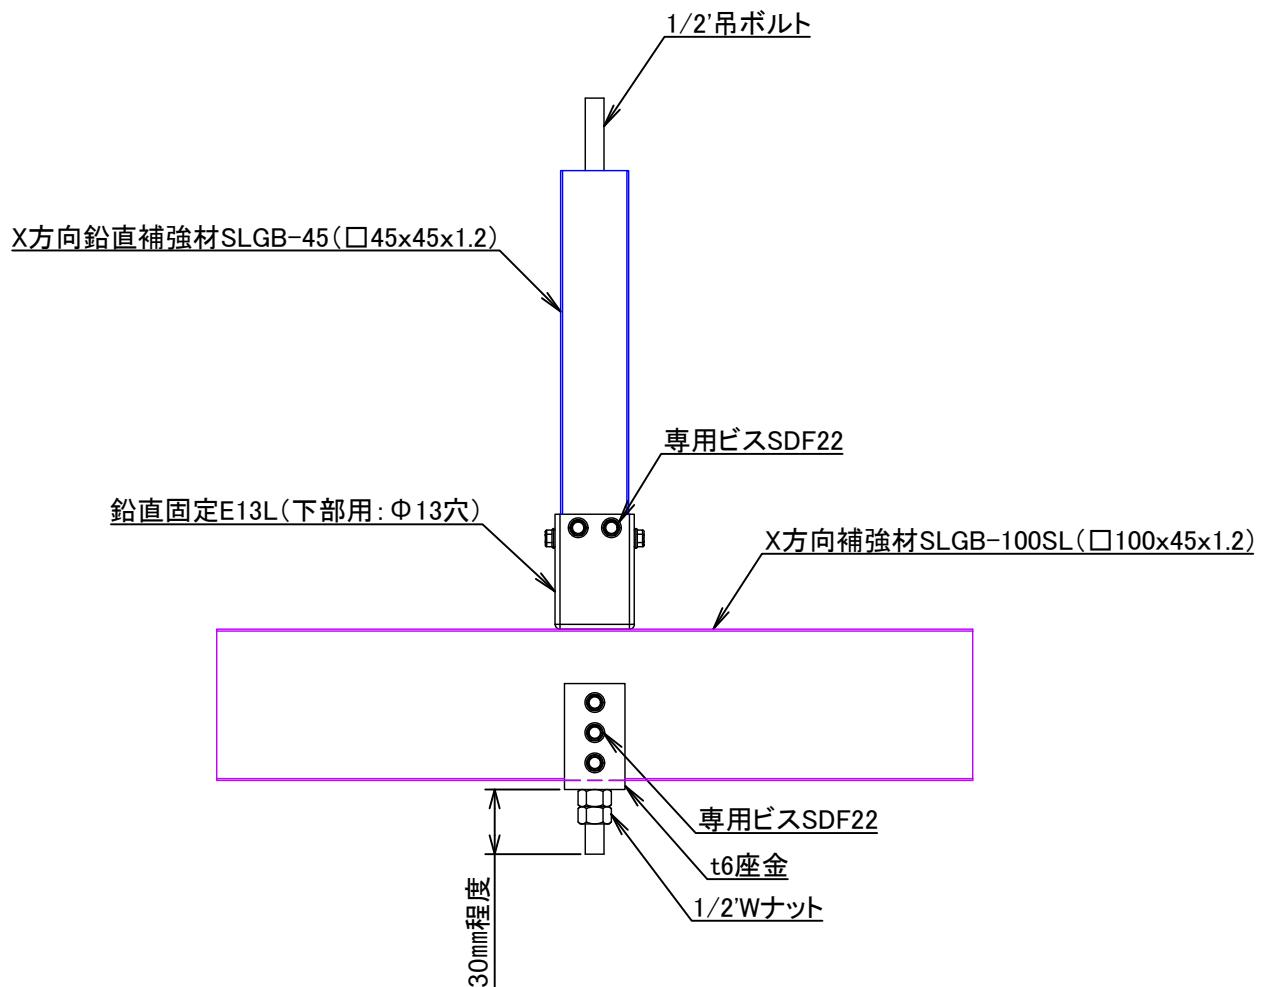 1/2'吊ボルト
X方向鉛直補強材SLGB-45(□45x45x1.2)
専用ビスSDF22
鉛直固定E13L(下部用:Φ13穴)
X方向補強材SLGB-100SL(□100x45x1.2)
専用ビスSDF22
t6座金
1/2'Wナット
30mm程度